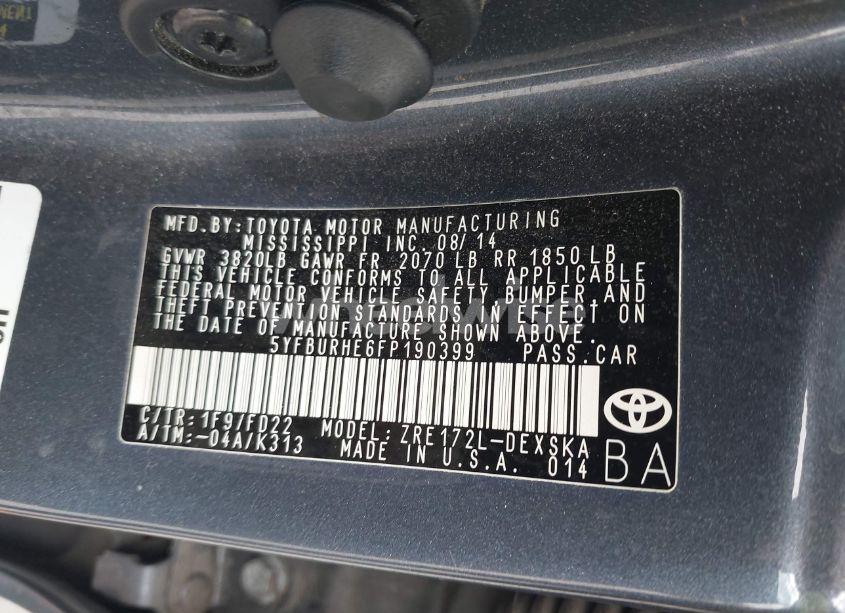 MFD.BY:TOYOTA MOTOR MANUFACTURING
MISSISSIPPI INC. 08/14
GVWR 3820LB GAWR FR 2070 LB RR 1850 LB
THIS VEHICLE CONFORMS TO ALL APPLICABLE
FEDERAL MOTOR VEHICLE SAFETY BUMPER,AND
THEFT PREVENTION STANDARDS IN EFFECT ON
THE DATE OF MANUFACTURE SHOWN ABOVE.
5YFBURHE6FP190399 PASS.CAR
C/TR:1F9/FD22
MODEL:ZRE172L-DEXSKA
A/TM:-04A/K313
MADE IN U.S.A. 014
BA